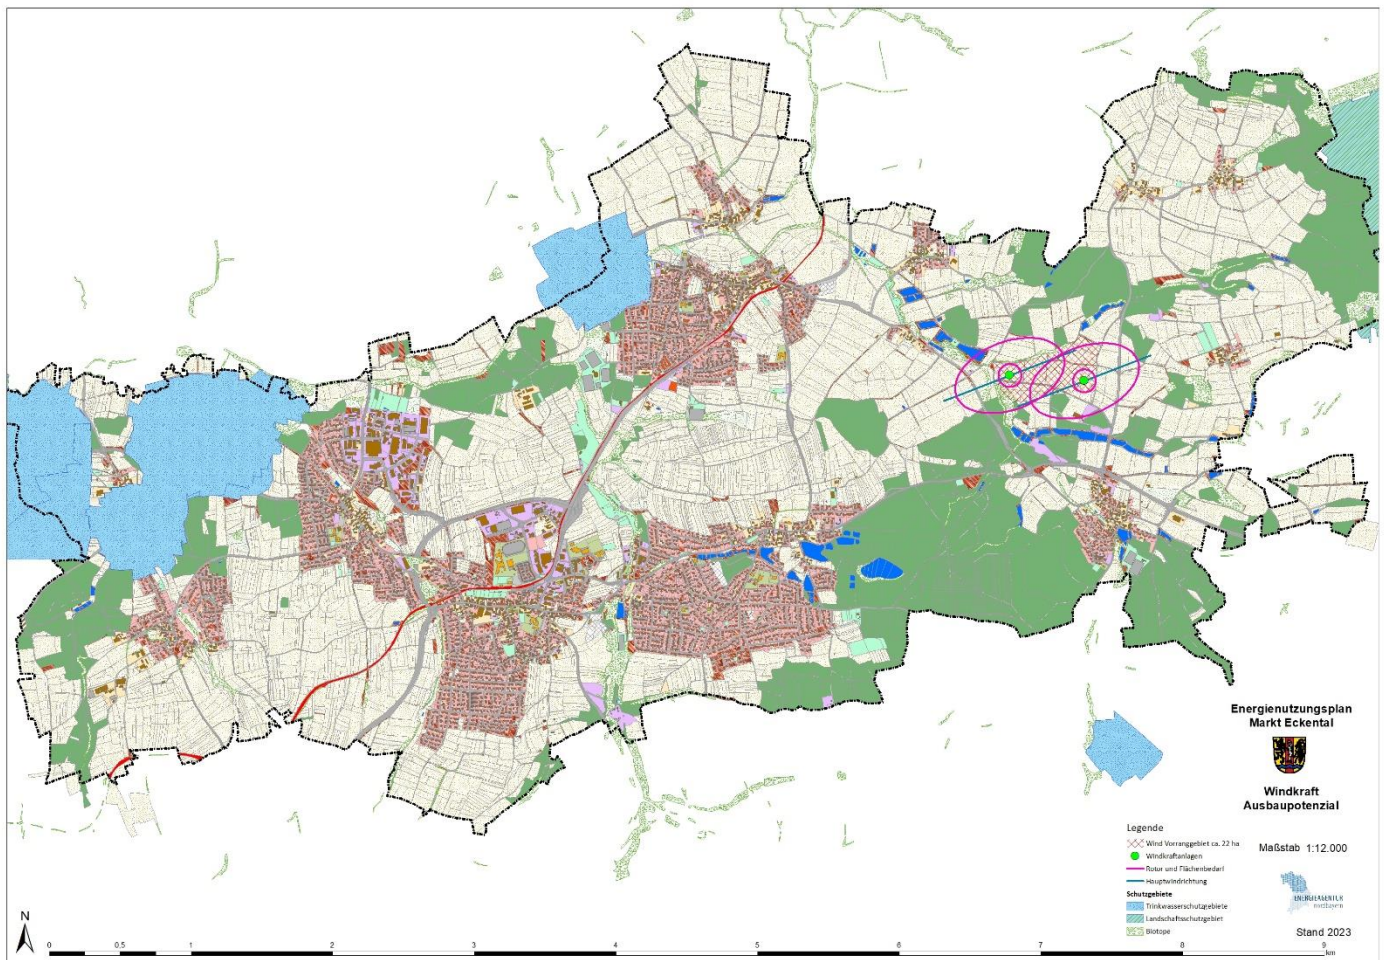 Energienutzungsplan
Markt Eckental
Windkraft
Ausbaupotenzial
Legende
Wind Vorranggebiet ca. 22 ha
Windkraftanlagen
Rotor und Flächenbedarf
Hauptwindrichtung
Schutzgebiete
Trinkwasserschutzgebiete
Landschaftsschutzgebiet
Biotope
Maßstab 1:12.000
ENERGIEAGENTUR
nordbayern
Stand 2023
N
0 0,5 1 2 3 4 5 6 7 8 9
km